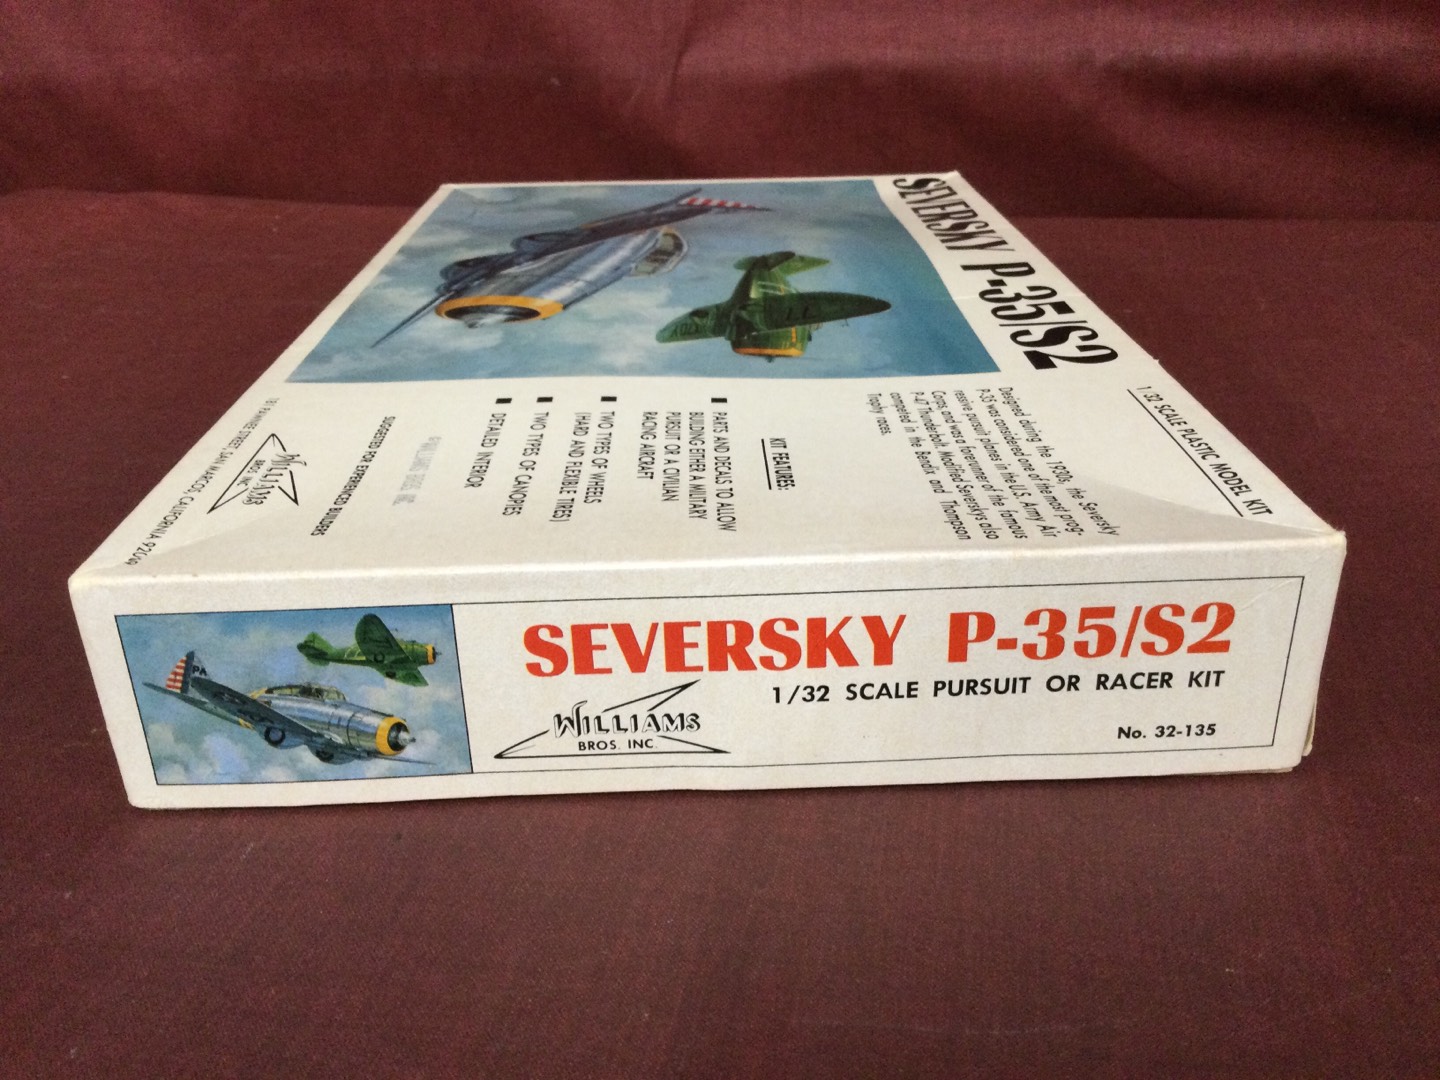 SEVERSKY P-35/S2
1/32 SCALE PLASTIC MODEL KIT
Designed during the 1930s, the Seversky
P-35 was considered one of the most prog-
ressive pursuit planes in the U.S. Army Air
Corps, and was a forerunner of the famous
P-47 Thunderbolt. Modified Severskys also
competed in the Bendix and Thompson
Trophy races.
KIT FEATURES:
PARTS AND DECALS TO ALLOW
BUILDING EITHER A MILITARY
PURSUIT OR A CIVILIAN
RACING AIRCRAFT
TWO TYPES OF WHEELS
(HARD AND FLEXIBLE TIRES)
TWO TYPES OF CANOPIES
DETAILED INTERIOR
SUGGESTED FOR EXPERIENCED BUILDERS
WILLIAMS
BROS. INC.
181 PAWNEE STREET, SAN MARCOS, CALIFORNIA 92069
PA
SEVERSKY P-35/S2
1/32 SCALE PURSUIT OR RACER KIT
WILLIAMS
BROS. INC.
No. 32-135